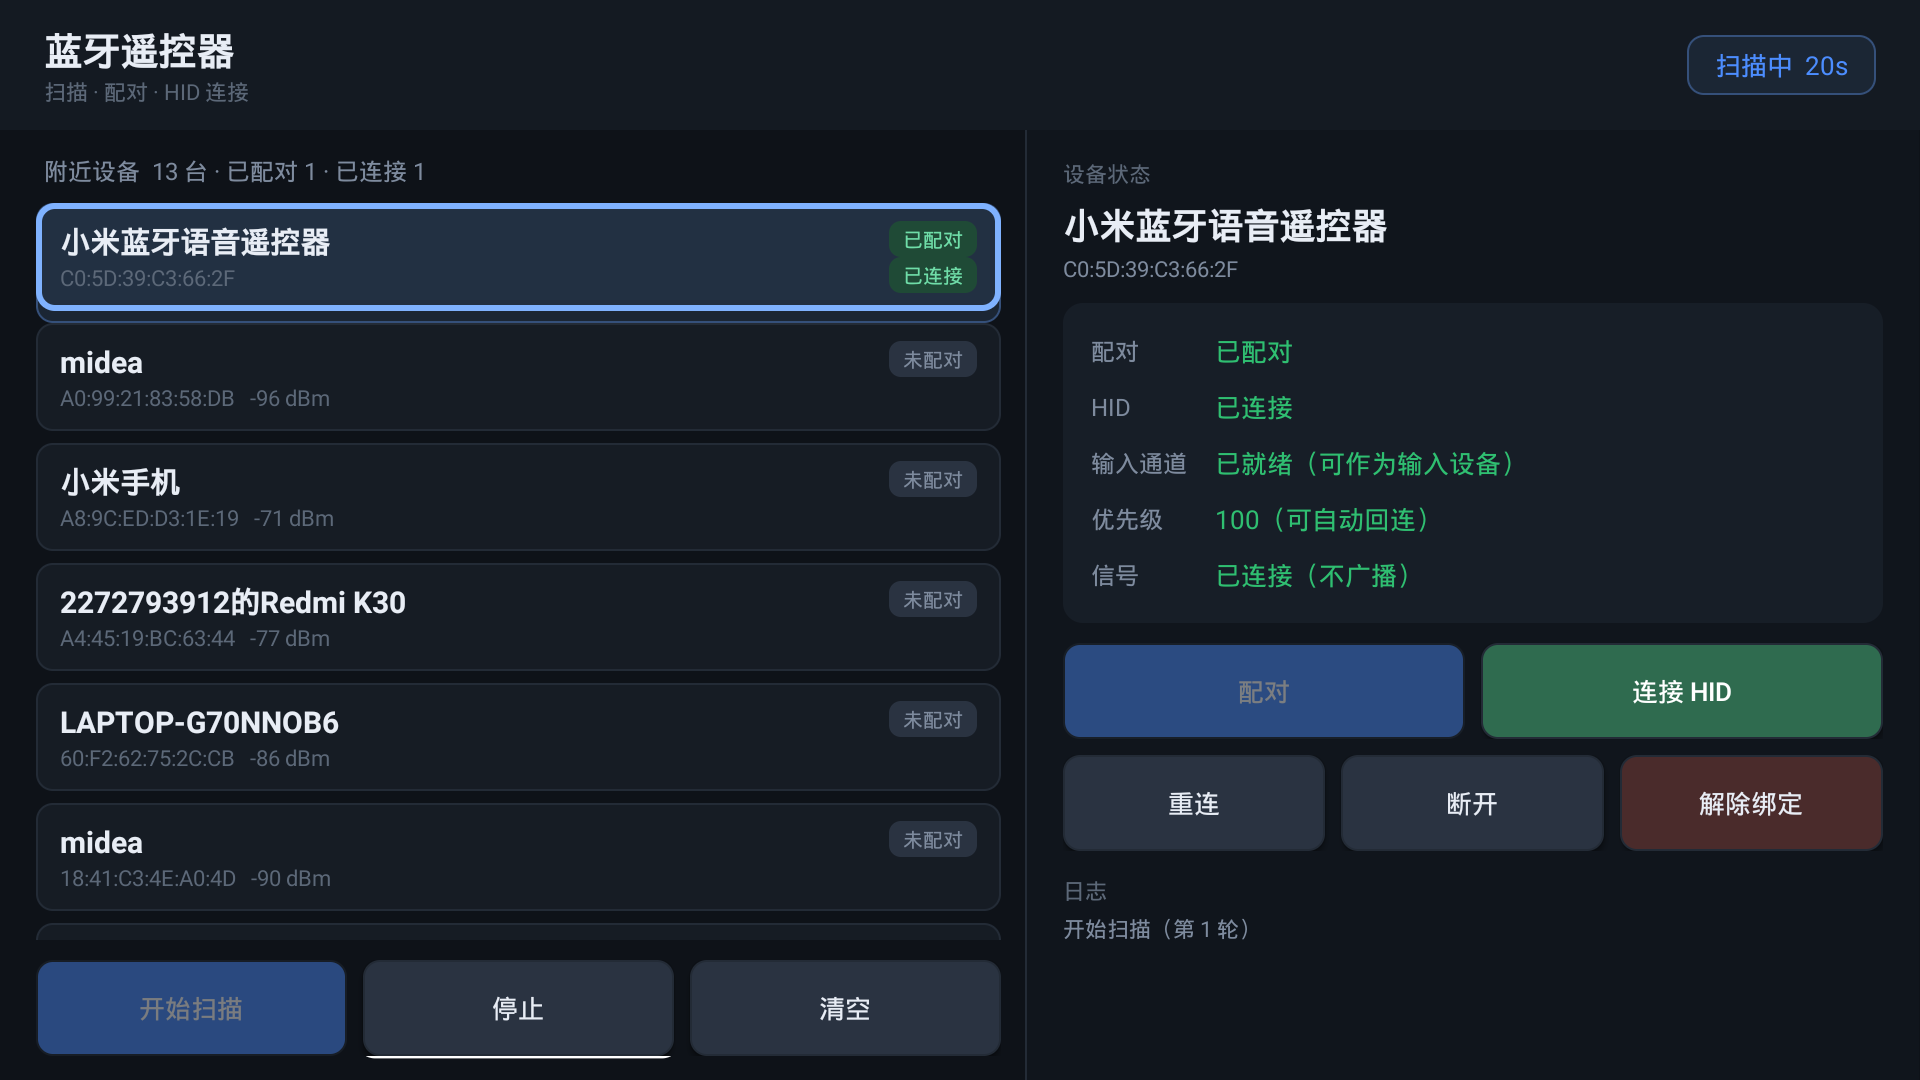 蓝牙遥控器
扫描 · 配对 · HID 连接
扫描中 20s
附近设备 13 台 · 已配对 1 · 已连接 1
小米蓝牙语音遥控器
已配对
C0:5D:39:C3:66:2F
已连接
midea
未配对
A0:99:21:83:58:DB -96 dBm
小米手机
未配对
A8:9C:ED:D3:1E:19 -71 dBm
2272793912的Redmi K30
未配对
A4:45:19:BC:63:44 -77 dBm
LAPTOP-G70NNOB6
未配对
60:F2:62:75:2C:CB -86 dBm
midea
未配对
18:41:C3:4E:A0:4D -90 dBm
开始扫描
停止
清空
设备状态
小米蓝牙语音遥控器
C0:5D:39:C3:66:2F
配对 已配对
HID 已连接
输入通道 已就绪（可作为输入设备）
优先级 100（可自动回连）
信号 已连接（不广播）
配对
连接 HID
重连
断开
解除绑定
日志
开始扫描（第 1 轮）